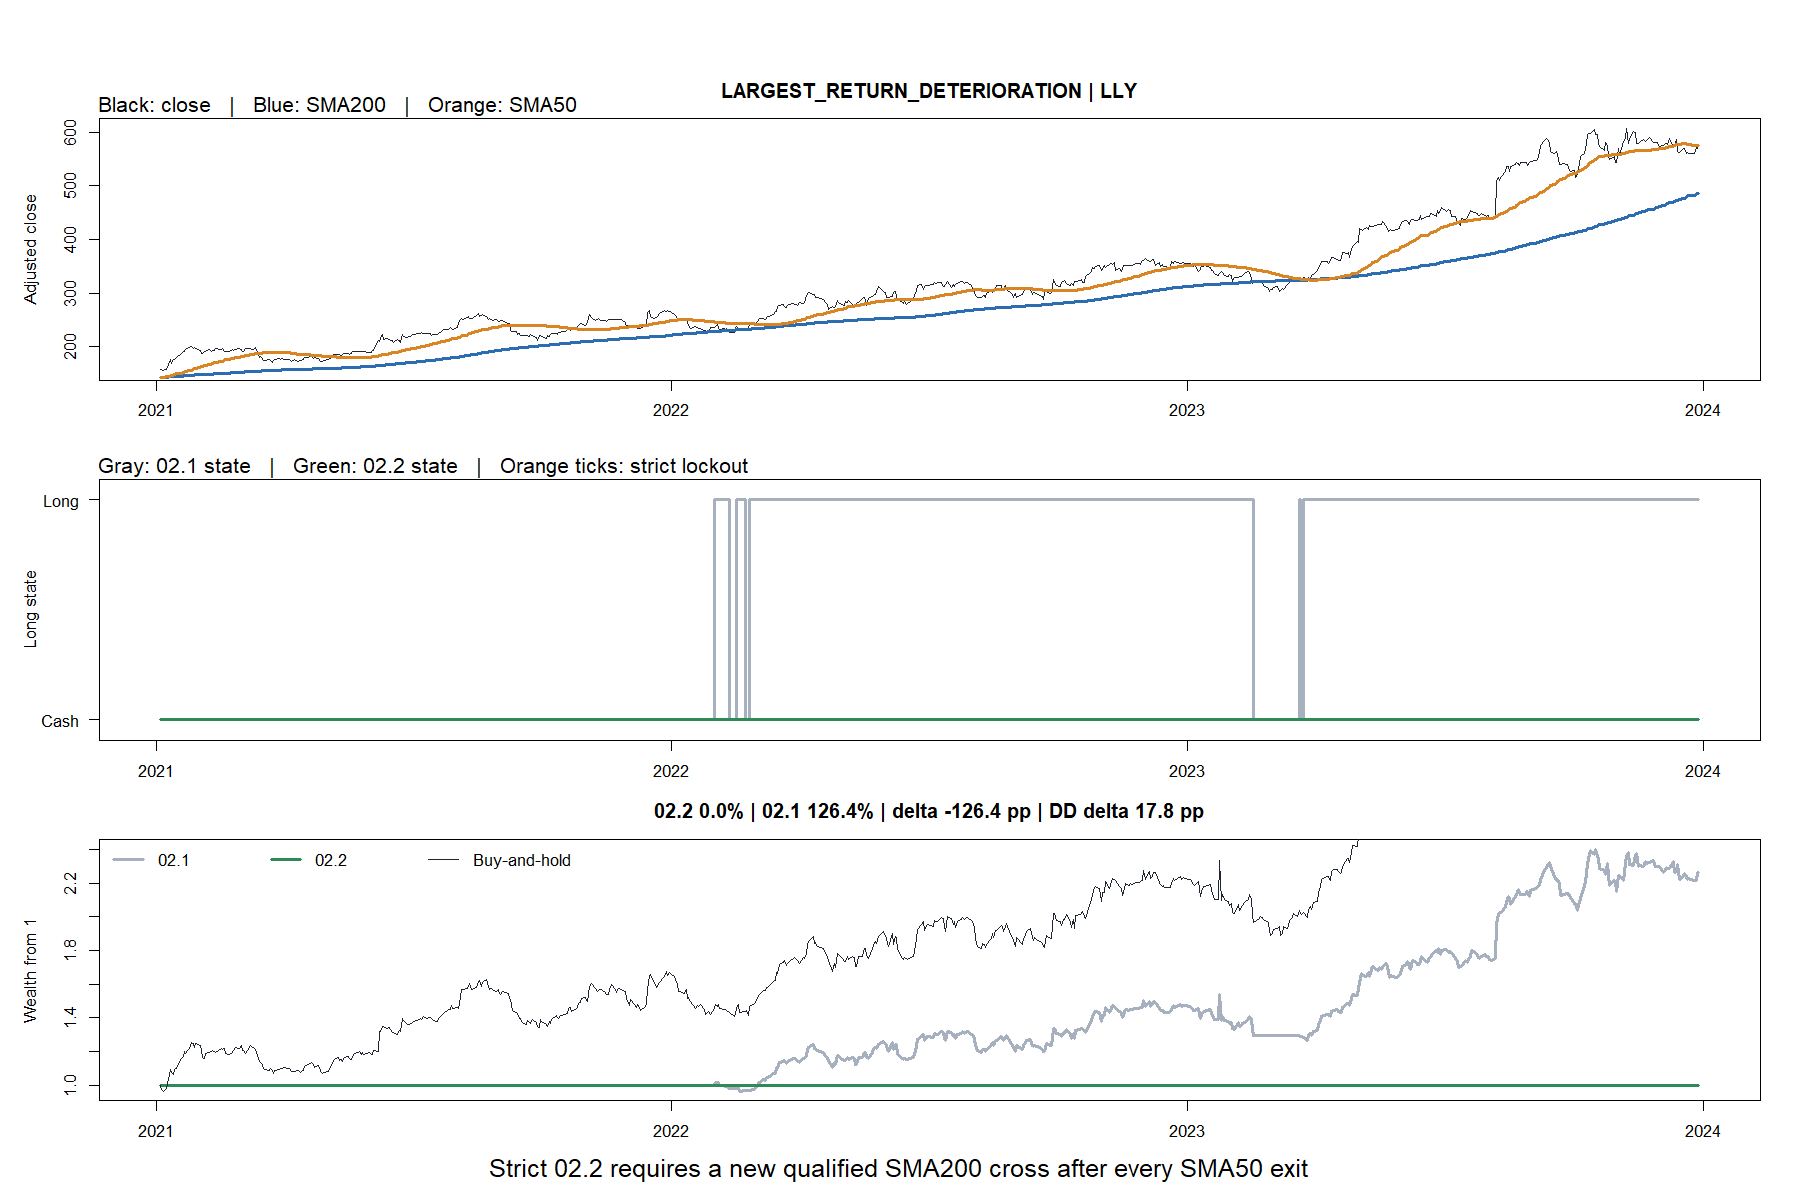 LARGEST_RETURN_DETERIORATION | LLY
Black: close | Blue: SMA200 | Orange: SMA50
Adjusted close
600
500
400
300
200
2021 2022 2023 2024
Gray: 02.1 state | Green: 02.2 state | Orange ticks: strict lockout
Long state
Long
Cash
2021 2022 2023 2024
02.2 0.0% | 02.1 126.4% | delta -126.4 pp | DD delta 17.8 pp
02.1 02.2 Buy-and-hold
Wealth from 1
2.2
1.8
1.4
1.0
2021 2022 2023 2024
Strict 02.2 requires a new qualified SMA200 cross after every SMA50 exit